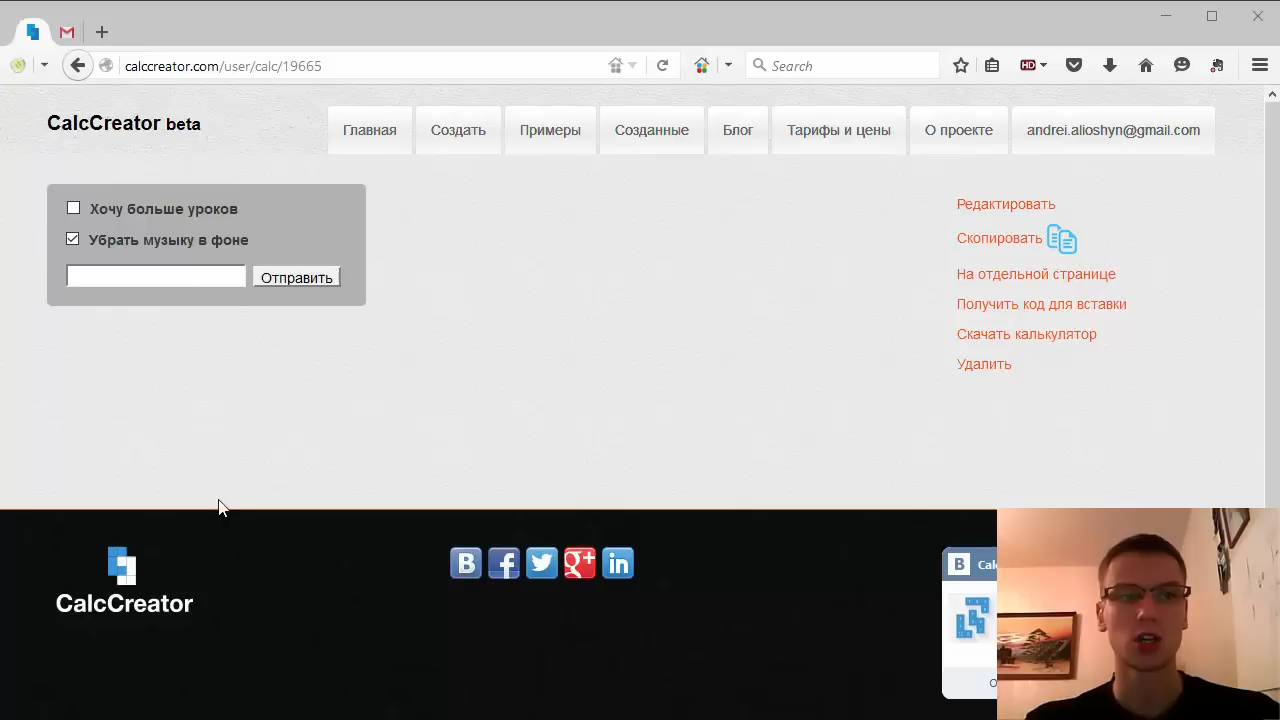 calccreator.com/user/calc/19665
HD
Search
CalcCreator beta
Главная
Создать
Примеры
Созданные
Блог
Тарифы и цены
О проекте
andrei.alioshyn@gmail.com
Хочу больше уроков
Убрать музыку в фоне
Отправить
Редактировать
Скопировать
На отдельной странице
Получить код для вставки
Скачать калькулятор
Удалить
CalcCreator